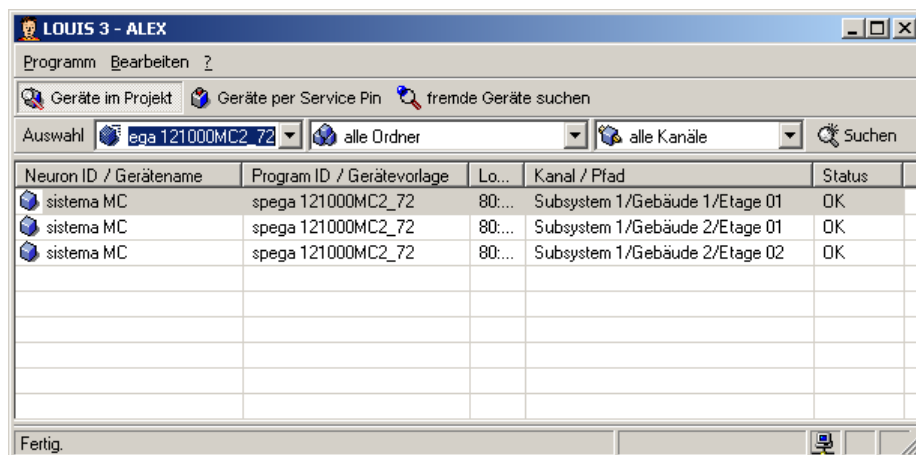 LOUIS 3 - ALEX
Programm Bearbeiten ?
Geräte im Projekt Geräte per Service Pin fremde Geräte suchen
Auswahl ega 121000MC2_72 alle Ordner alle Kanäle Suchen
Neuron ID / Gerätename Program ID / Gerätevorlage Lo... Kanal / Pfad Status
sistema MC spega 121000MC2_72 80:... Subsystem 1/Gebäude 1/Etage 01 OK
sistema MC spega 121000MC2_72 80:... Subsystem 1/Gebäude 2/Etage 01 OK
sistema MC spega 121000MC2_72 80:... Subsystem 1/Gebäude 2/Etage 02 OK
Fertig.